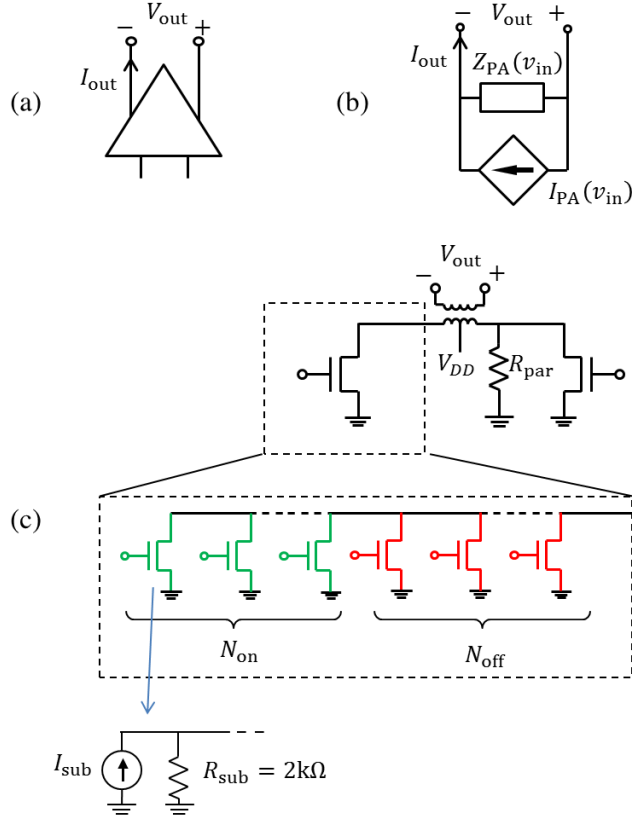 − V_out +
I_out
(a)
− V_out +
I_out
Z_PA(v_in)
(b)
I_PA(v_in)
− V_out +
V_DD
R_par
(c)
N_on
N_off
I_sub
R_sub = 2kΩ